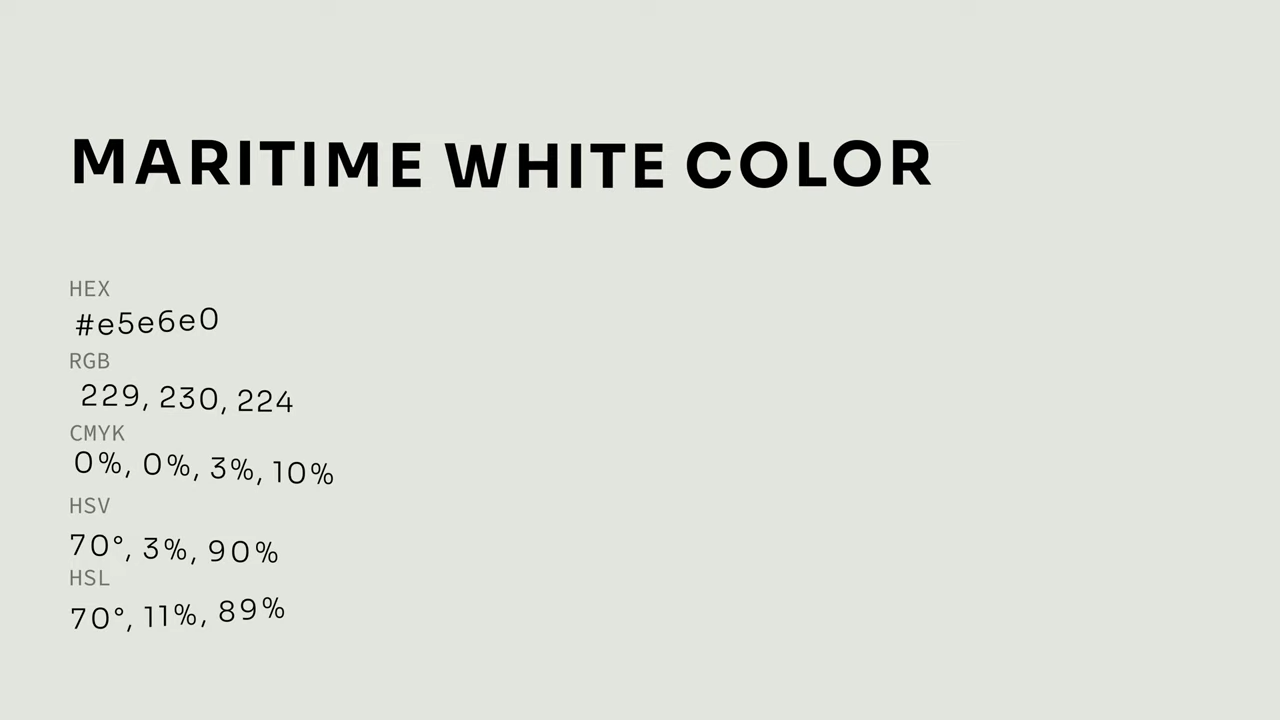 MARITIME WHITE COLOR
HEX
#e5e6e0
RGB
229, 230, 224
CMYK
0%, 0%, 3%, 10%
HSV
70°, 3%, 90%
HSL
70°, 11%, 89%